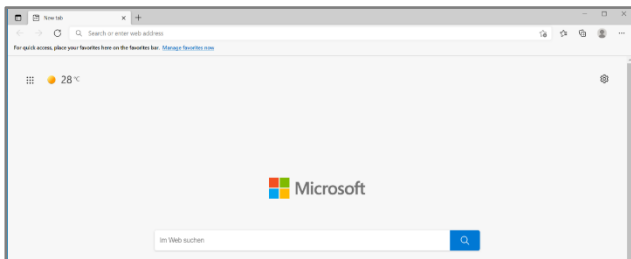 New tab
Search or enter web address
For quick access, place your favorites here on the favorites bar. Manage favorites now
28 °C
Microsoft
Im Web suchen